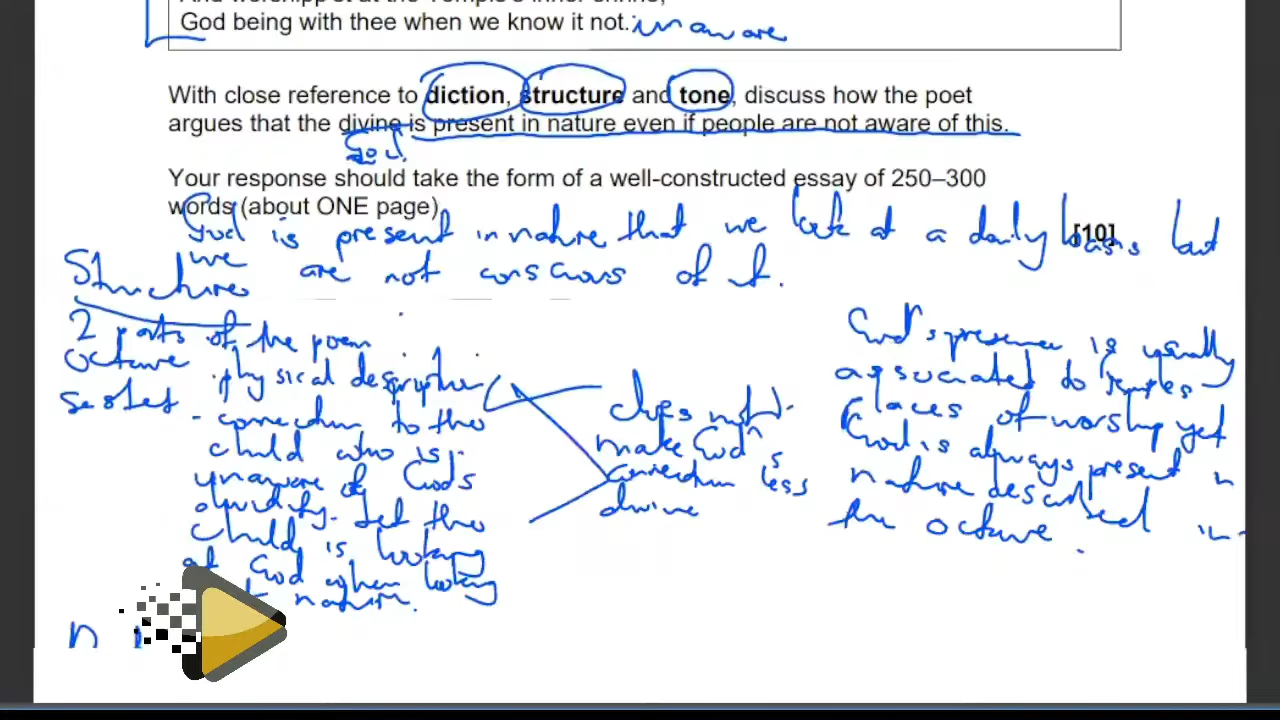 And worshipp'st at the Temple's inner shrine,
God being with thee when we know it not.
unaware
With close reference to diction, structure and tone, discuss how the poet
argues that the divine is present in nature even if people are not aware of this.
God.
Your response should take the form of a well-constructed essay of 250–300
words (about ONE page)
[10]
God is present in nature that we look at a daily basis but
we are not conscious of it.
Structure
2 parts of the poem
octave physical description
sestet - connection to the
child who is
unaware of God's
divinity. Yet the
child is looking
at God when looking
at nature.
does not
make God's
connection less
divine
God's presence is usually
associated to temples
places of worship yet
God is always present in
nature described in
the octave.